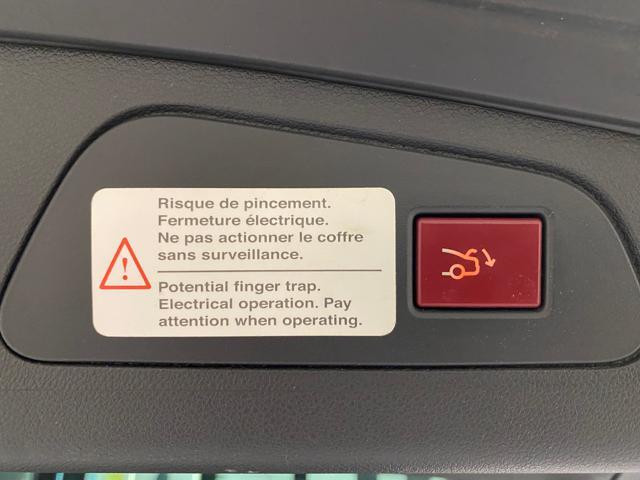 Risque de pincement.
Fermeture électrique.
Ne pas actionner le coffre
sans surveillance.
Potential finger trap.
Electrical operation. Pay
attention when operating.